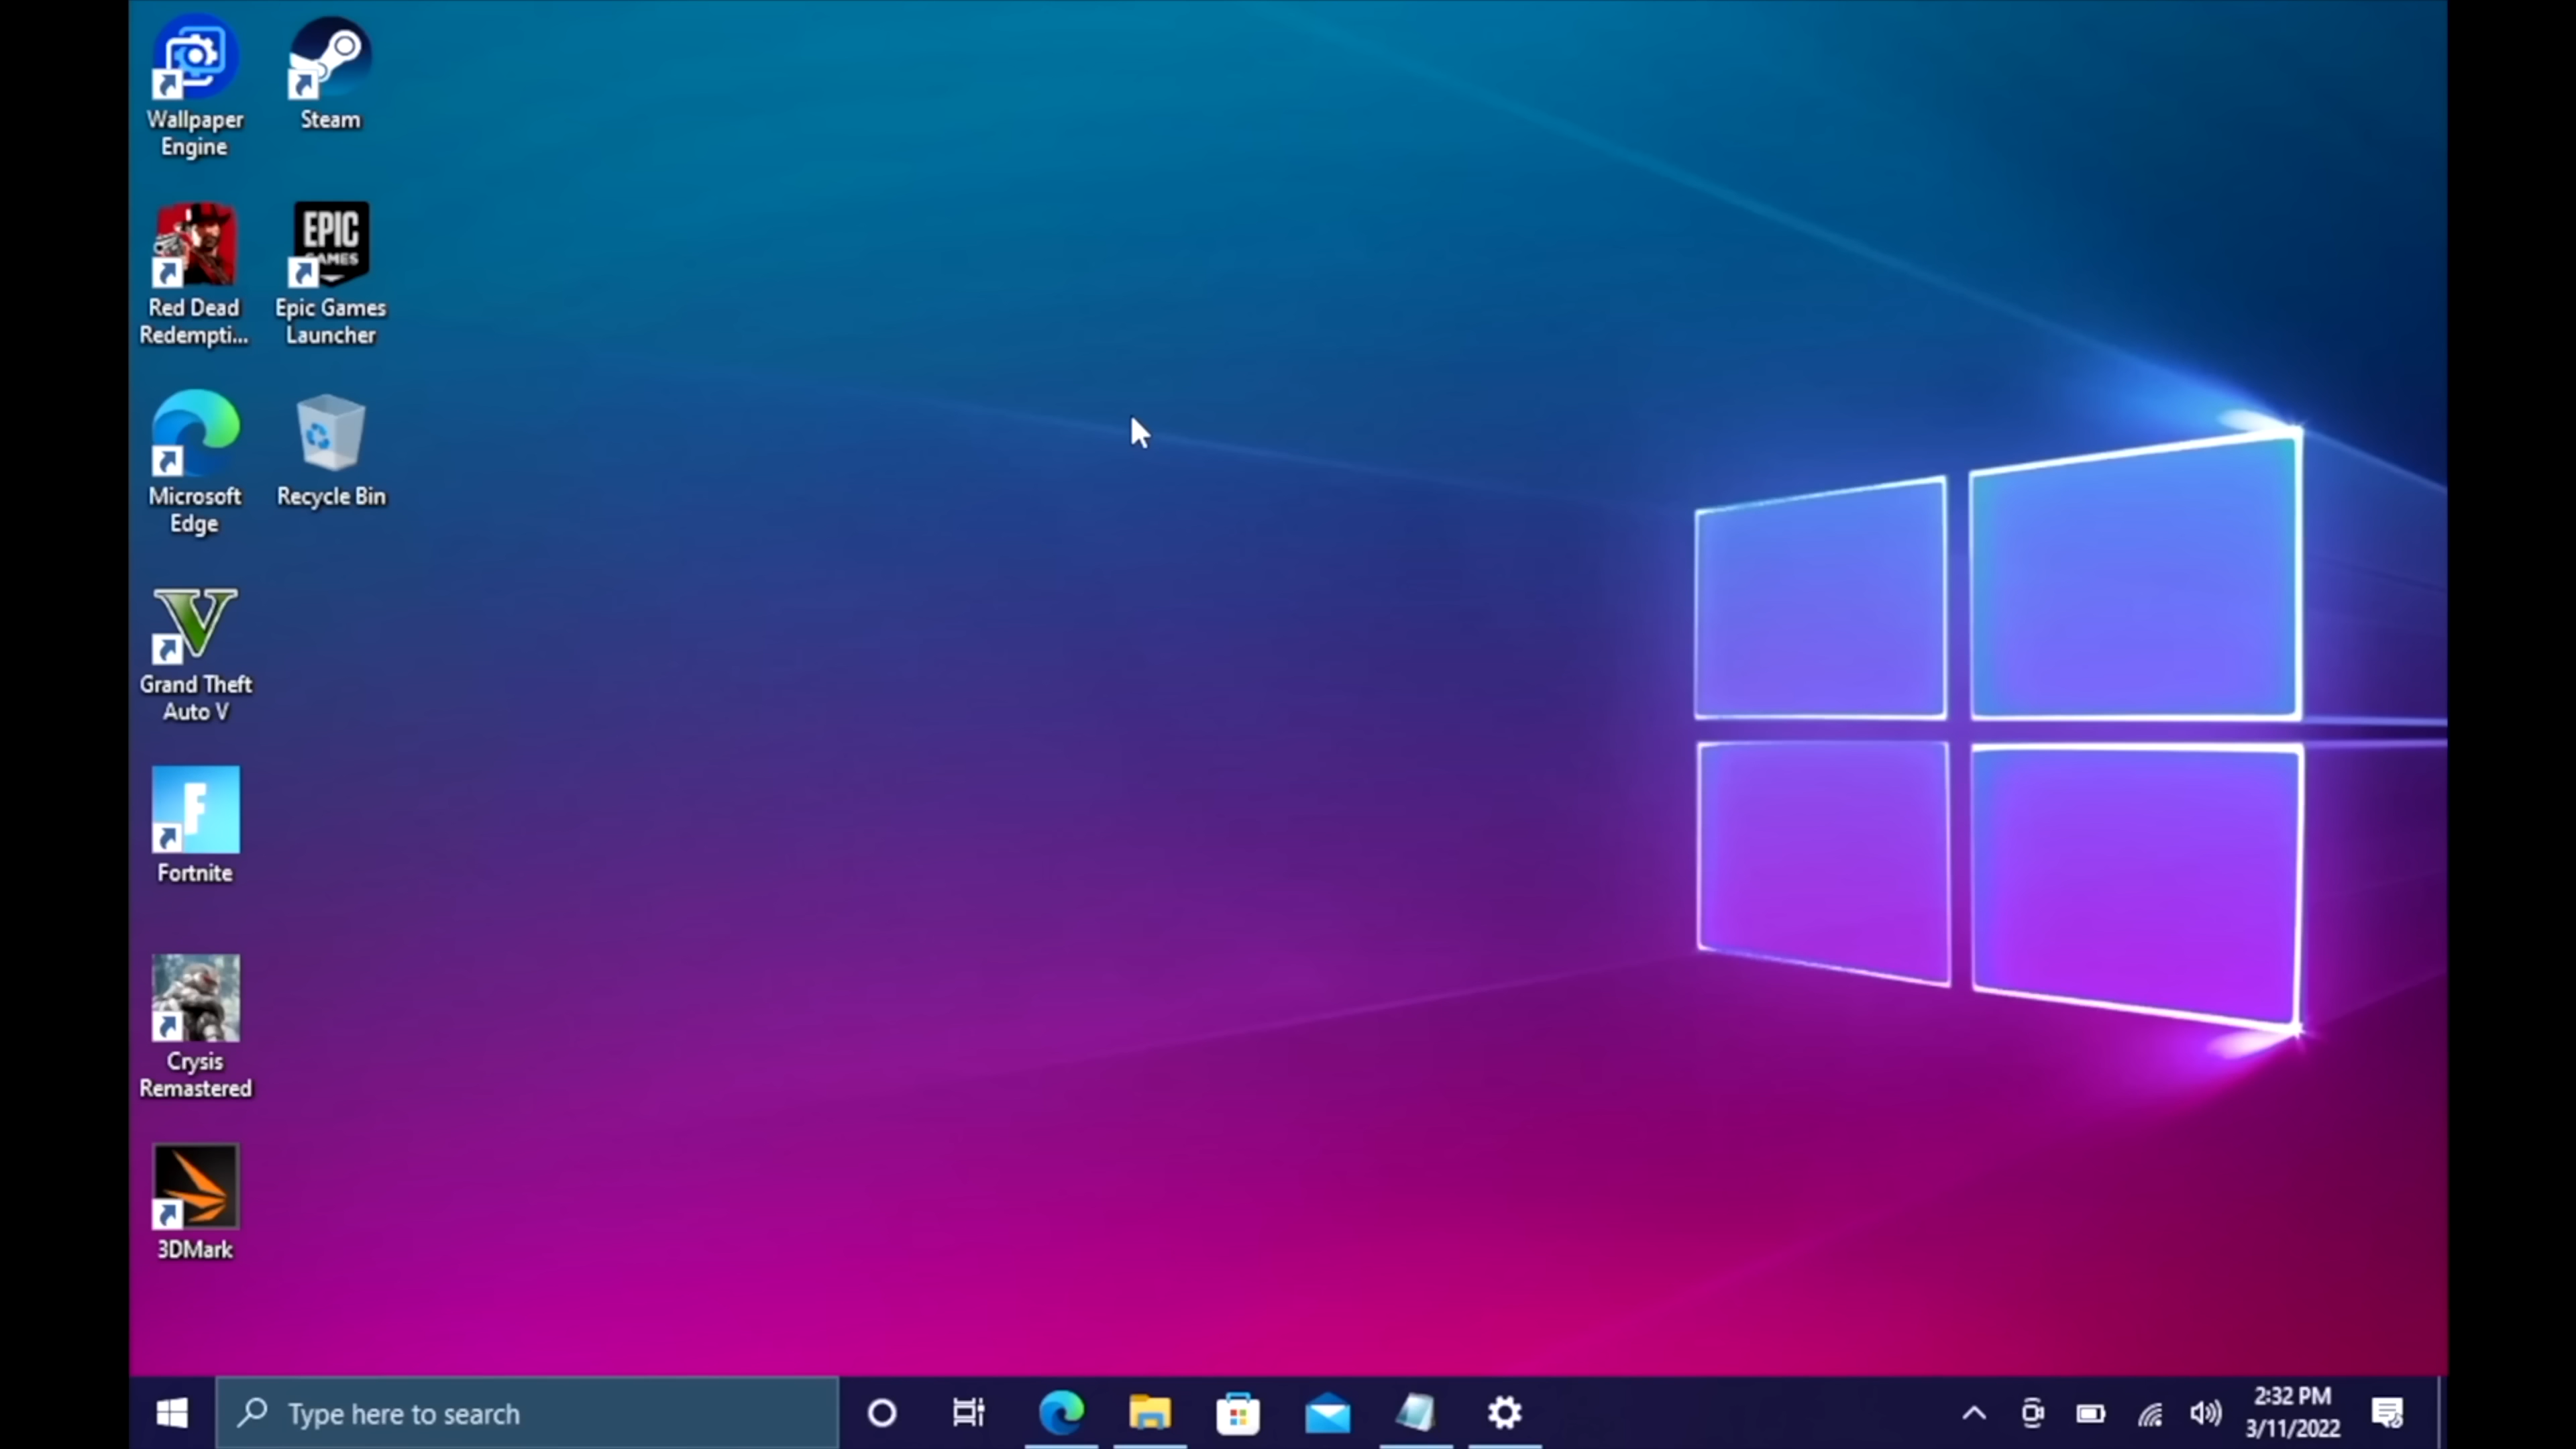 Wallpaper
Engine
Steam
Red Dead
Redempti...
EPIC
GAMES
Epic Games
Launcher
Microsoft
Edge
Recycle Bin
V
Grand Theft
Auto V
F
Fortnite
Crysis
Remastered
3DMark
Type here to search
2:32 PM
3/11/2022